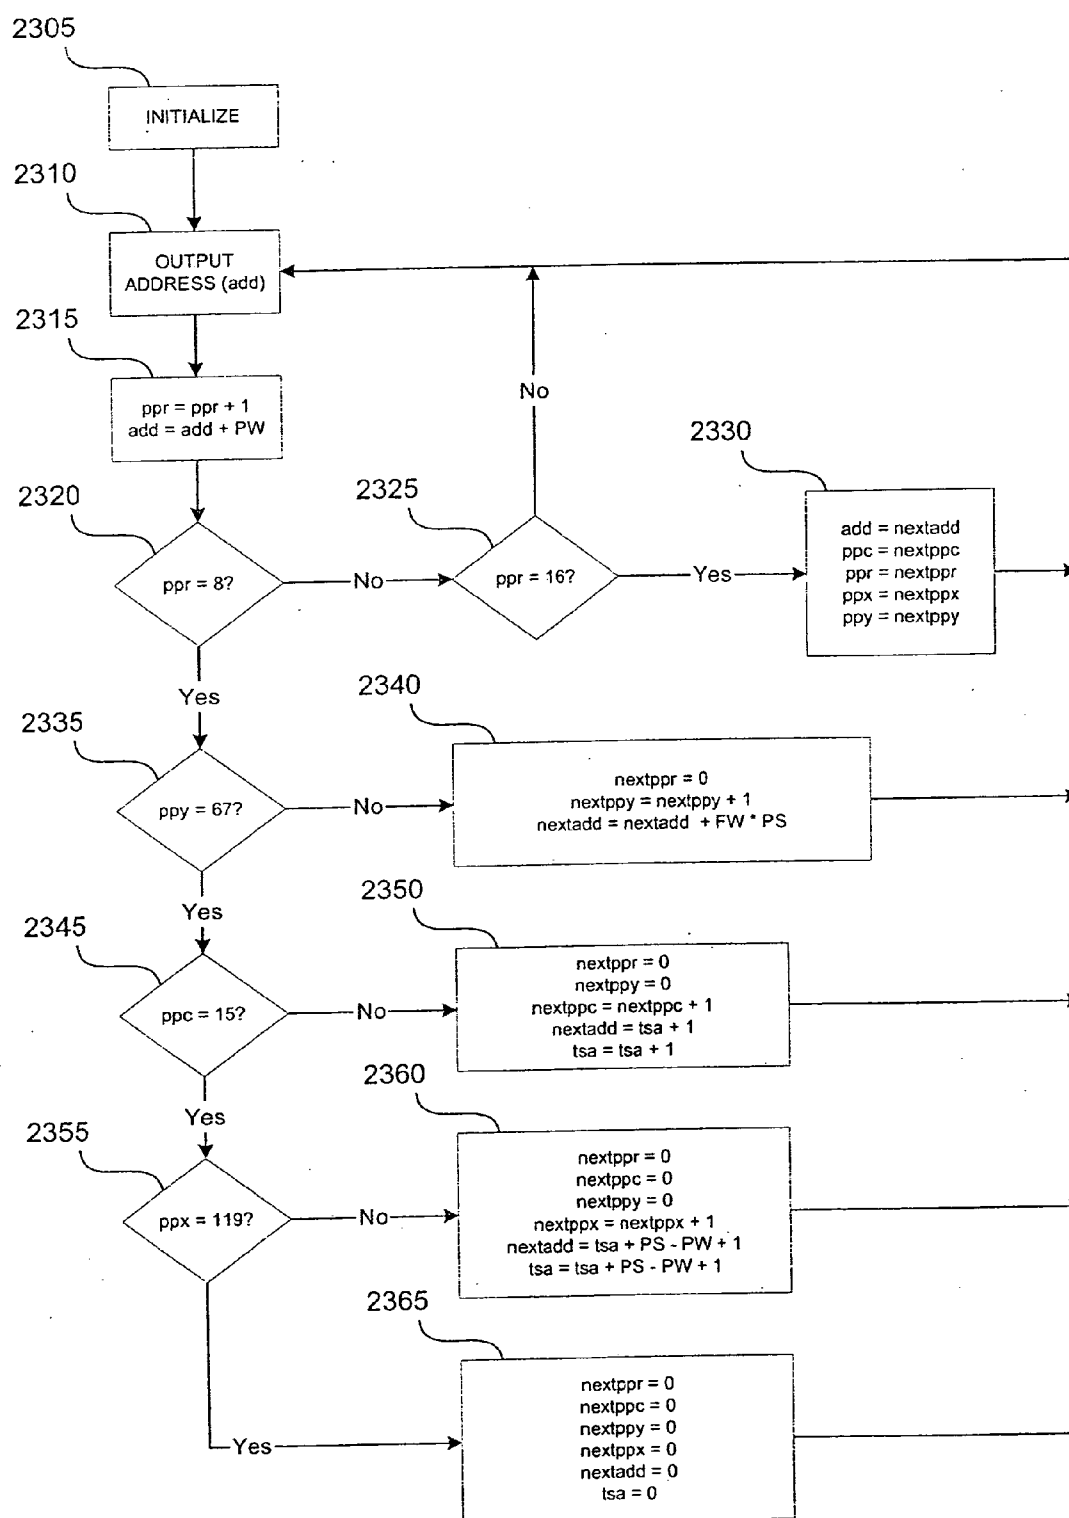 2305
INITIALIZE
2310
OUTPUT
ADDRESS (add)
2315
ppr = ppr + 1
add = add + PW
No
2330
2320
ppr = 8?
No
2325
ppr = 16?
Yes
add = nextadd
ppc = nextppc
ppr = nextppr
ppx = nextppx
ppy = nextppy
Yes
2335
ppy = 67?
No
2340
nextppr = 0
nextppy = nextppy + 1
nextadd = nextadd + FW * PS
Yes
2345
ppc = 15?
No
2350
nextppr = 0
nextppy = 0
nextppc = nextppc + 1
nextadd = tsa + 1
tsa = tsa + 1
Yes
2355
ppx = 119?
No
2360
nextppr = 0
nextppc = 0
nextppy = 0
nextppx = nextppx + 1
nextadd = tsa + PS - PW + 1
tsa = tsa + PS - PW + 1
Yes
2365
nextppr = 0
nextppc = 0
nextppy = 0
nextppx = 0
nextadd = 0
tsa = 0